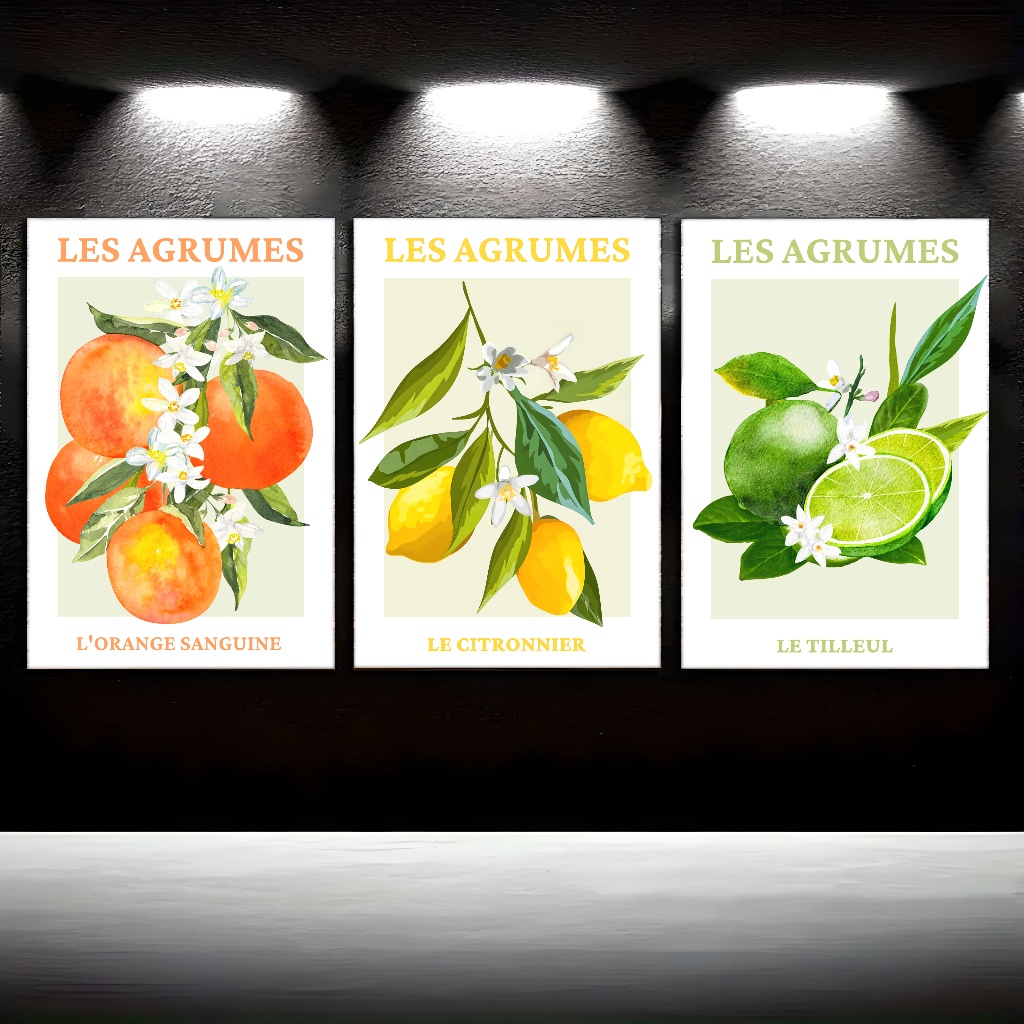 LES AGRUMES
L'ORANGE SANGUINE
LES AGRUMES
LE CITRONNIER
LES AGRUMES
LE TILLEUL